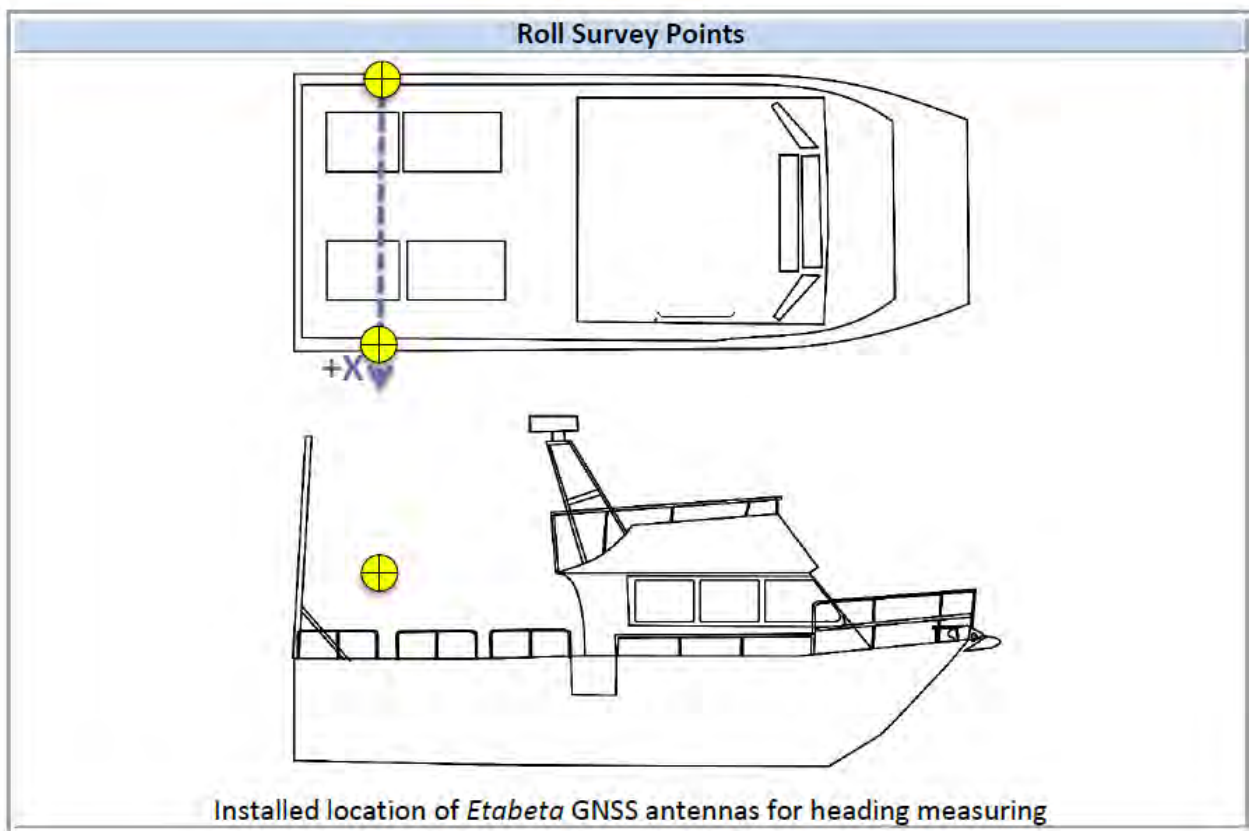 Roll Survey Points
+X
Installed location of Etabeta GNSS antennas for heading measuring